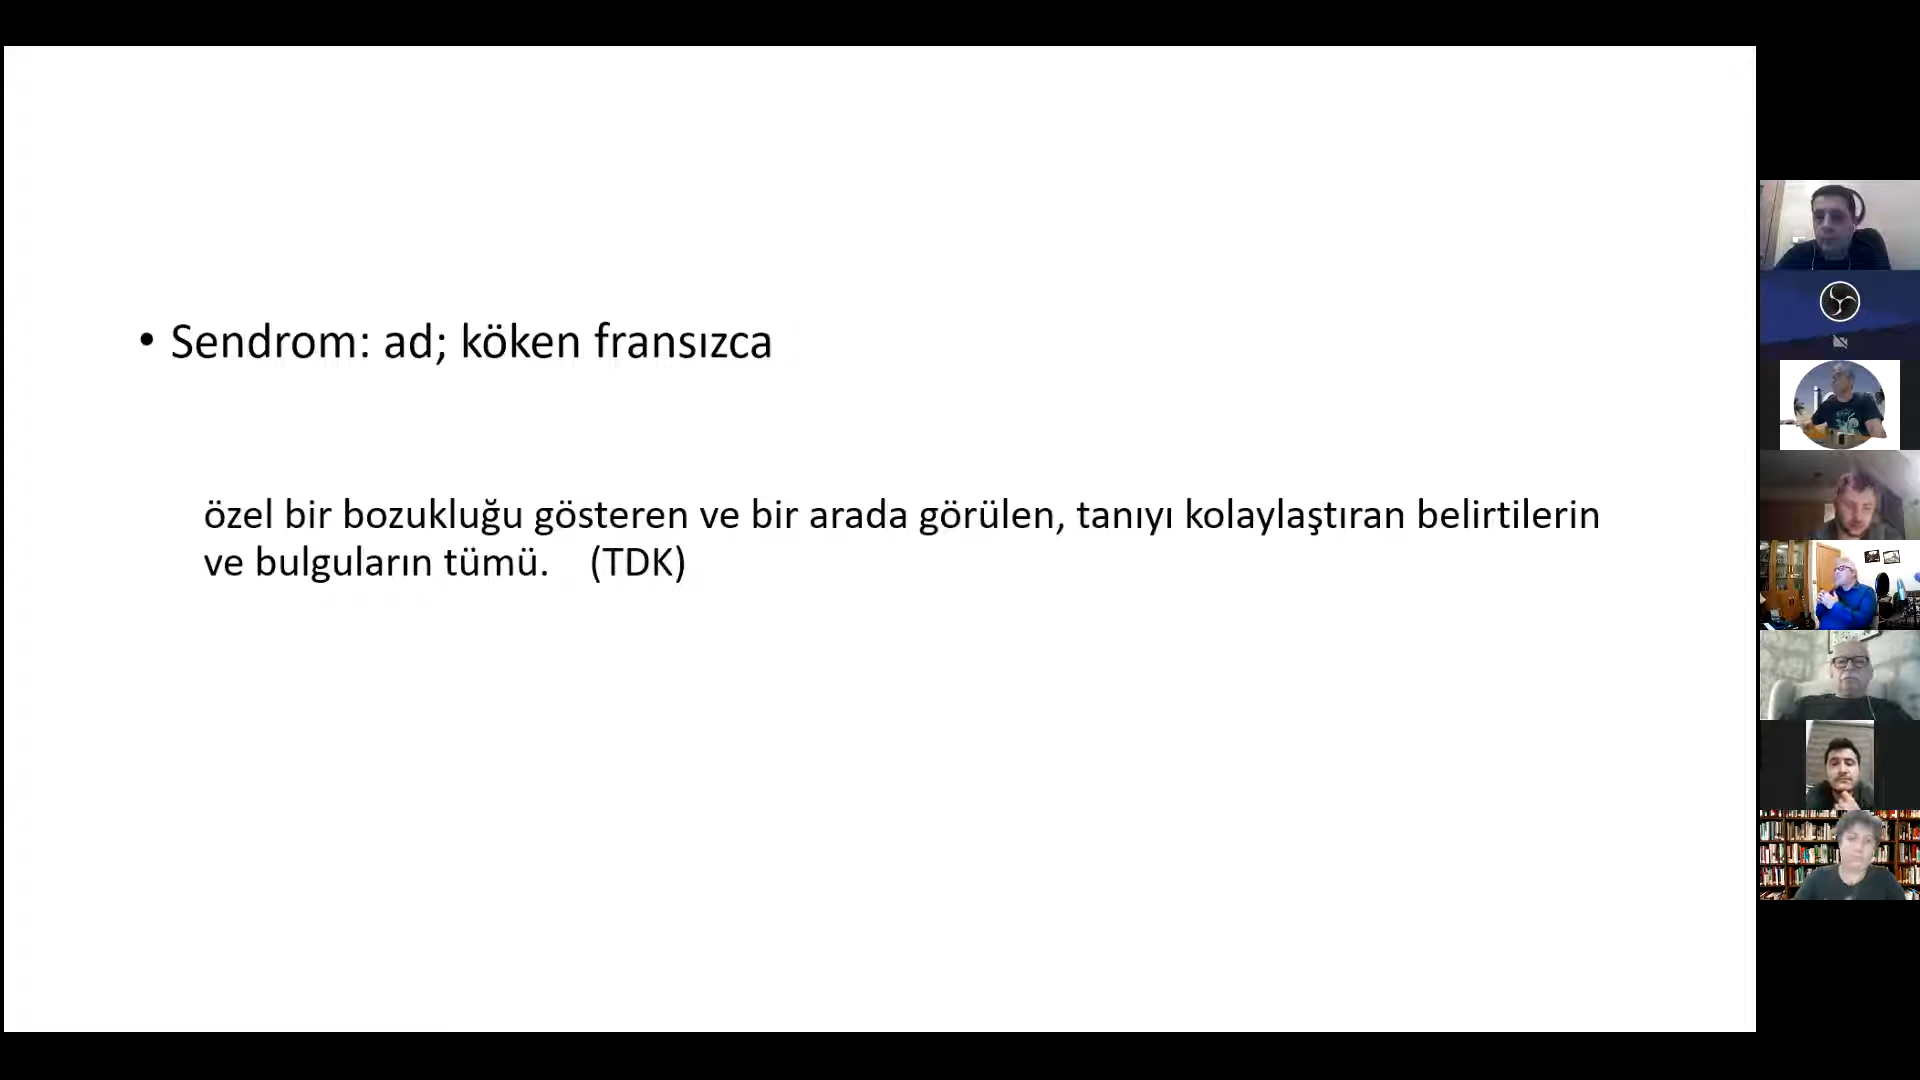 • Sendrom: ad; köken fransızca
özel bir bozukluğu gösteren ve bir arada görülen, tanıyı kolaylaştıran belirtilerin
ve bulguların tümü. (TDK)